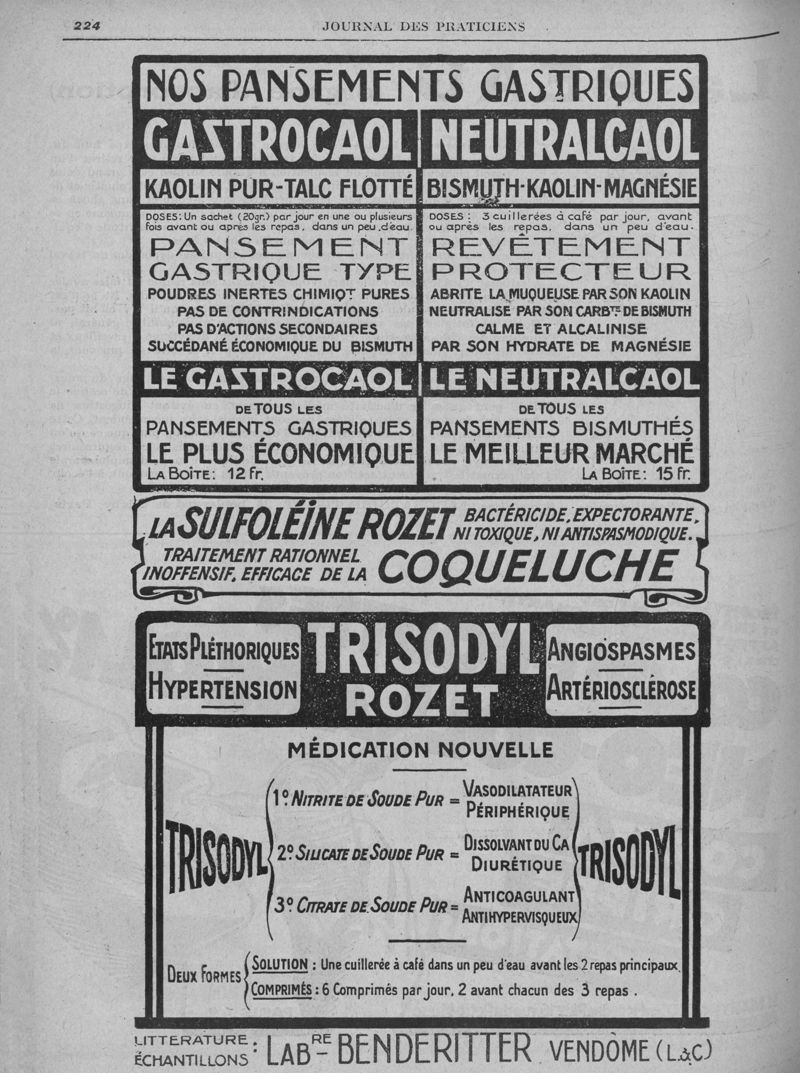 224
JOURNAL DES PRATICIENS
NOS PANSEMENTS GASTRIQUES
GASTROCAOL
KAOLIN PUR-TALC FLOTTÉ
DOSES: Un sachet (20gr.) par jour en une ou plusieurs
fois avant ou après les repas, dans un peu d'eau.
PANSEMENT
GASTRIQUE TYPE
POUDRES INERTES CHIMIQT PURES
PAS DE CONTRINDICATIONS
PAS D'ACTIONS SECONDAIRES
SUCCÉDANÉ ÉCONOMIQUE DU BISMUTH
LE GASTROCAOL
DE TOUS LES
PANSEMENTS GASTRIQUES
LE PLUS ÉCONOMIQUE
LA BOÎTE: 12 Fr.
NEUTRALCAOL
BISMUTH-KAOLIN-MAGNÉSIE
DOSES: 3 cuillerées à café par jour, avant
ou après les repas, dans un peu d'eau.
REVÊTEMENT
PROTECTEUR
ABRITE LA MUQUEUSE PAR SON KAOLIN
NEUTRALISE PAR SON CARBTE DE BISMUTH
CALME ET ALCALINISE
PAR SON HYDRATE DE MAGNÉSIE
LE NEUTRALCAOL
DE TOUS LES
PANSEMENTS BISMUTHÉS
LE MEILLEUR MARCHÉ
LA BOÎTE: 15 Fr.
LA SULFOLÉÏNE ROZET BACTÉRICIDE, EXPECTORANTE,
NI TOXIQUE, NI ANTISPASMODIQUE.
TRAITEMENT RATIONNEL
INOFFENSIF, EFFICACE DE LA COQUELUCHE
ETATS PLÉTHORIQUES
HYPERTENSION
TRISODYL
ROZET
ANGIOSPASMES
ARTÉRIOSCLÉROSE
MÉDICATION NOUVELLE
TRISODYL
1º NITRITE DE SOUDE PUR = VASODILATATEUR
PÉRIPHÉRIQUE
2º SILICATE DE SOUDE PUR = DISSOLVANT DU CA
DIURÉTIQUE
3º CITRATE DE SOUDE PUR = ANTICOAGULANT
ANTIHYPERVISQUEUX
TRISODYL
DEUX FORMES
SOLUTION : Une cuillerée à café dans un peu d'eau avant les 2 repas principaux.
COMPRIMÉS : 6 Comprimés par jour, 2 avant chacun des 3 repas.
LITTÉRATURE
ÉCHANTILLONS : LABRE- BENDERITTER VENDÔME (L.&C)